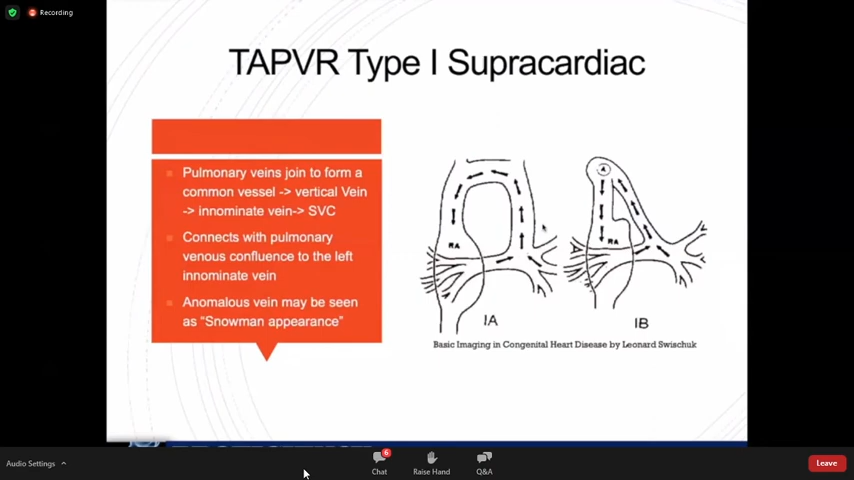 Recording
TAPVR Type I Supracardiac
Pulmonary veins join to form a
common vessel -> vertical Vein
-> innominate vein-> SVC
Connects with pulmonary
venous confluence to the left
innominate vein
Anomalous vein may be seen
as “Snowman appearance”
A
RA
RA
IA
IB
Basic Imaging in Congenital Heart Disease by Leonard Swischuk
Audio Settings
6
Chat
Raise Hand
Q&A
Leave